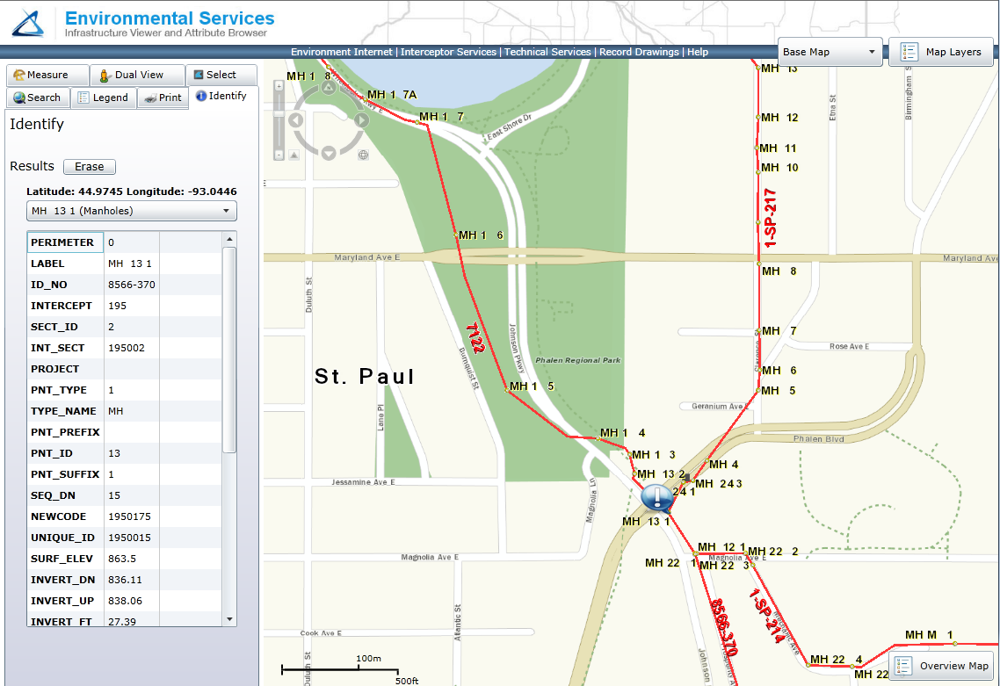 Environmental Services
Infrastructure Viewer and Attribute Browser
Environment Internet | Interceptor Services | Technical Services | Record Drawings | Help
Base Map
Map Layers
Measure
Dual View
Select
Search
Legend
Print
Identify
Identify
Results
Erase
Latitude: 44.9745 Longitude: -93.0446
MH 13 1 (Manholes)
PERIMETER 0
LABEL MH 13 1
ID_NO 8566-370
INTERCEPT 195
SECT_ID 2
INT_SECT 195002
PROJECT
PNT_TYPE 1
TYPE_NAME MH
PNT_PREFIX
PNT_ID 13
PNT_SUFFIX 1
SEQ_DN 15
NEWCODE 1950175
UNIQUE_ID 1950015
SURF_ELEV 863.5
INVERT_DN 836.11
INVERT_UP 838.06
INVERT_FT 27.39
MH 1 8
MH 1 7A
MH 1 7
East Shore Dr
MH 13
MH 12
MH 11
MH 10
Etna St
Birmingham S
1-SP-217
MH 1 6
Maryland Ave E
Maryland Av
MH 8
Duluth St
7122
Johnson Pkwy
MH 7
Clarence S
Rose Ave E
Phalen Regional Park
Burnquist St
MH 6
St. Paul
MH 1 5
MH 5
Geranium Ave E
Lane Pl
MH 1 4
Phalen Blvd
MH 1 3
MH 4
MH 13 2
MH 24 3
24 1
Jessamine Ave E
Magnolia Ln
MH 13 1
MH 12 1
MH 22 2
Magnolia Ave E
Magnolia Ave E
MH 22 1
MH 22 3
8566-370
1-SP-214
Mechanic Ave
Atlantic St
Cook Ave E
Duluth St
Johnson
Prosperity A
MH M 1
MH 22 4
MH 22
Overview Map
100m
500ft